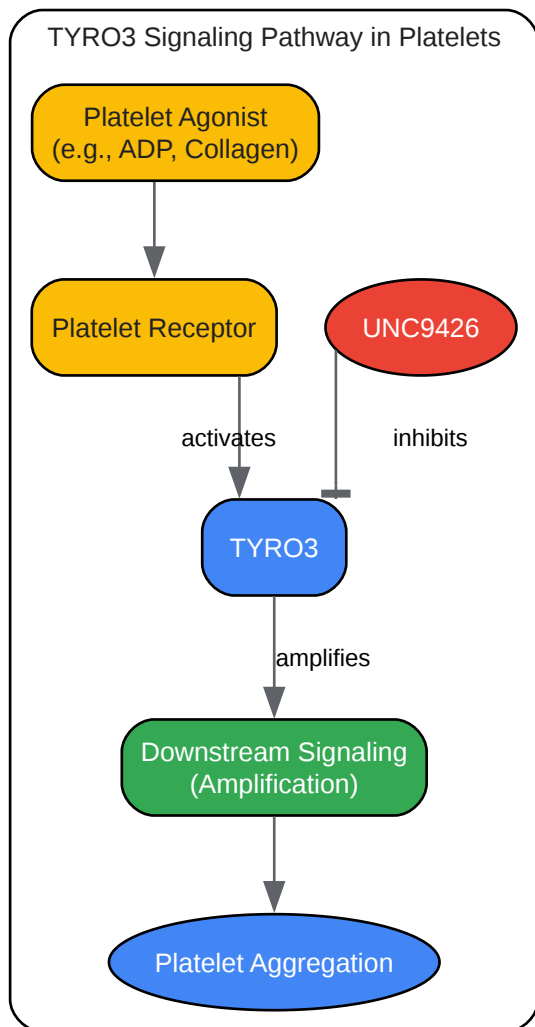 TYRO3 Signaling Pathway in Platelets
Platelet Agonist
(e.g., ADP, Collagen)
Platelet Receptor
UNC9426
activates
inhibits
TYRO3
amplifies
Downstream Signaling
(Amplification)
Platelet Aggregation